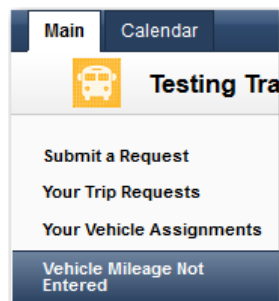 Main Calendar
Testing Tra
Submit a Request
Your Trip Requests
Your Vehicle Assignments
Vehicle Mileage Not
Entered